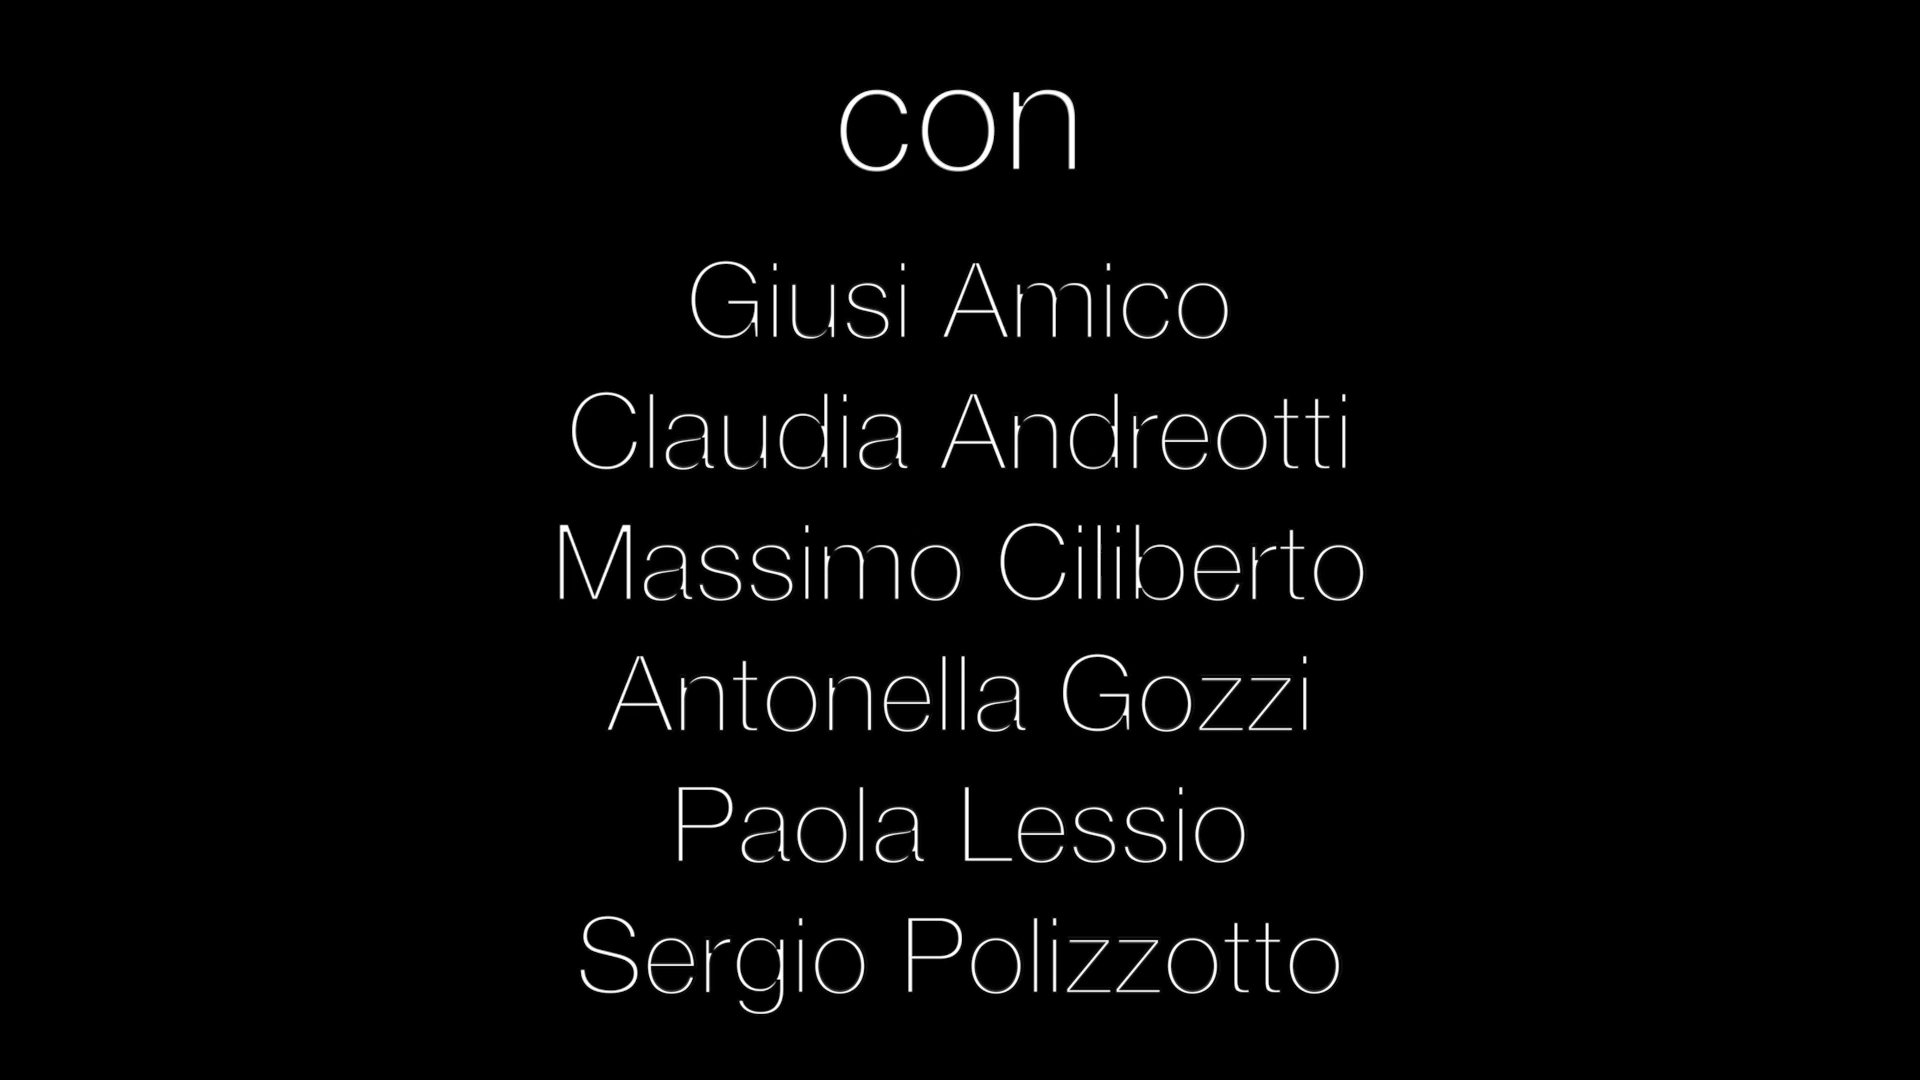 con
Giusi Amico
Claudia Andreotti
Massimo Ciliberto
Antonella Gozzi
Paola Lessio
Sergio Polizzotto